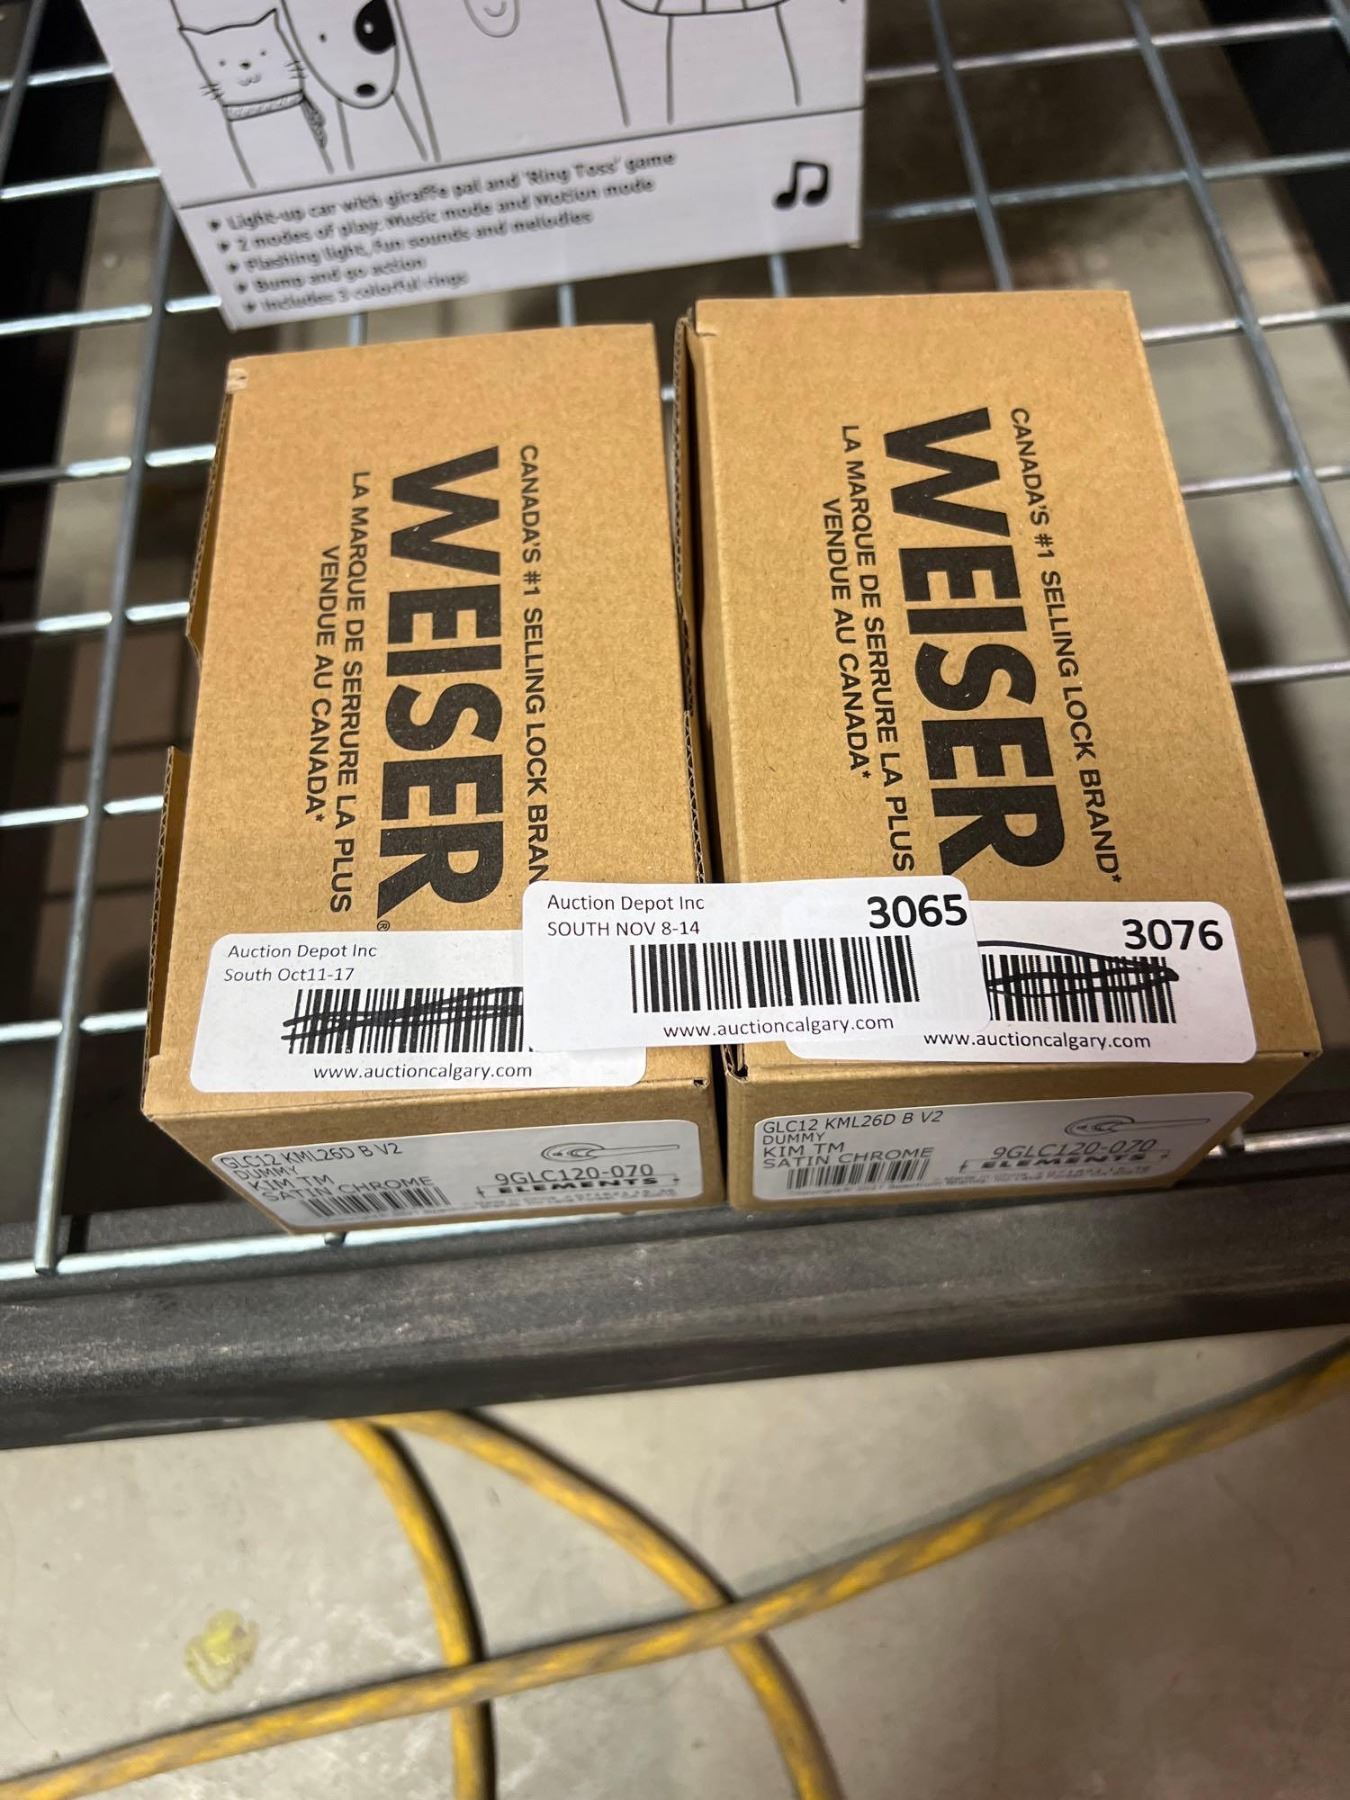 Light-up car with giraffe pal and 'Ring Toss' game
2 modes of play: Music mode and Motion mode
Flashing light, fun sounds and melodies
Bump and go action
Includes 3 colorful rings
CANADA'S #1 SELLING LOCK BRAN
WEISER®
LA MARQUE DE SERRURE LA PLUS
VENDUE AU CANADA*
CANADA'S #1 SELLING LOCK BRAND*
WEISER
LA MARQUE DE SERRURE LA PLUS
VENDUE AU CANADA*
Auction Depot Inc
South Oct11-17
www.auctioncalgary.com
Auction Depot Inc
SOUTH NOV 8-14
3065
www.auctioncalgary.com
3076
www.auctioncalgary.com
GLC12 KML26D B V2
DUMMY
KIM TM
SATIN CHROME
9GLC120-070
ELEMENTS
GLC12 KML26D B V2
DUMMY
KIM TM
SATIN CHROME
9GLC120-070
ELEMENTS